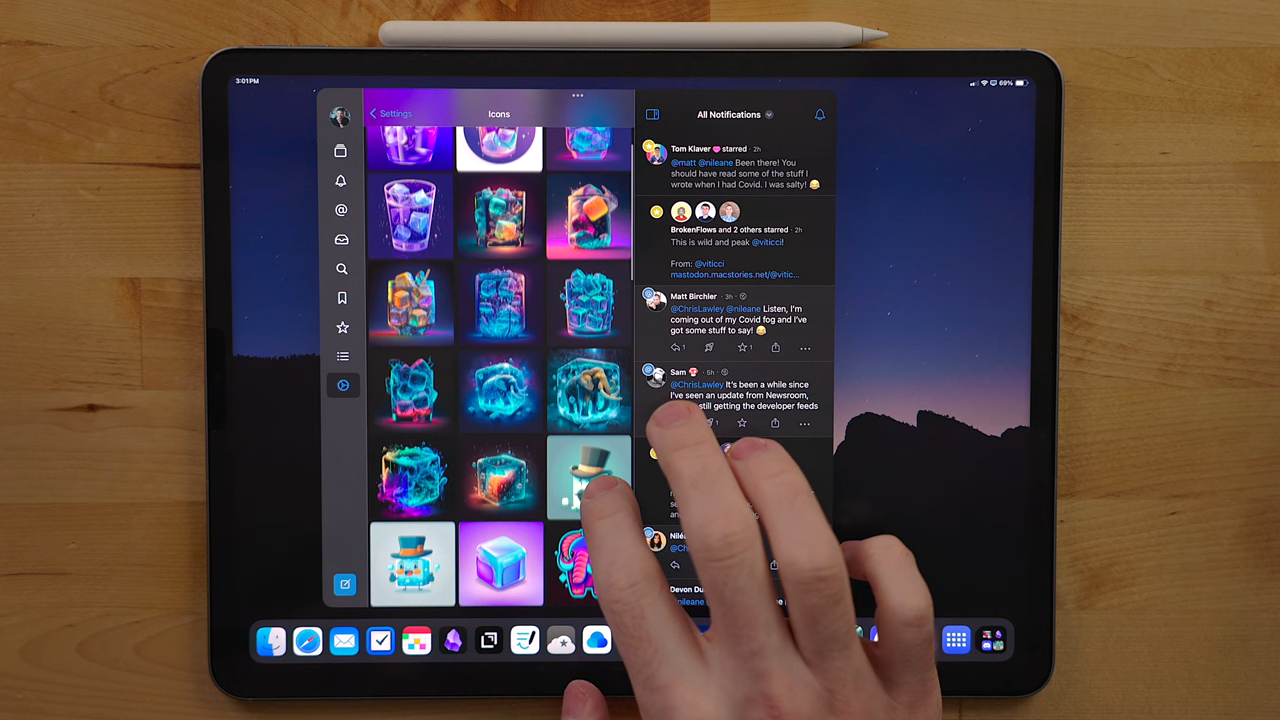 3:01PM
69%
Settings
Icons
All Notifications
Tom Klaver starred · 2h
@matt @nileane Been there! You
should have read some of the stuff I
wrote when I had Covid. I was salty! 😂
BrokenFlows and 2 others starred · 2h
This is wild and peak @viticci!
From: @viticci
mastodon.macstories.net/@vitic...
Matt Birchler · 3h ·
@ChrisLawley @nileane Listen, I'm
coming out of my Covid fog and I've
got some stuff to say! 😂
1
1
Sam 🍄 · 5h ·
@ChrisLawley It's been a while since
I've seen an update from Newsroom,
still getting the developer feeds
1
Devon Du